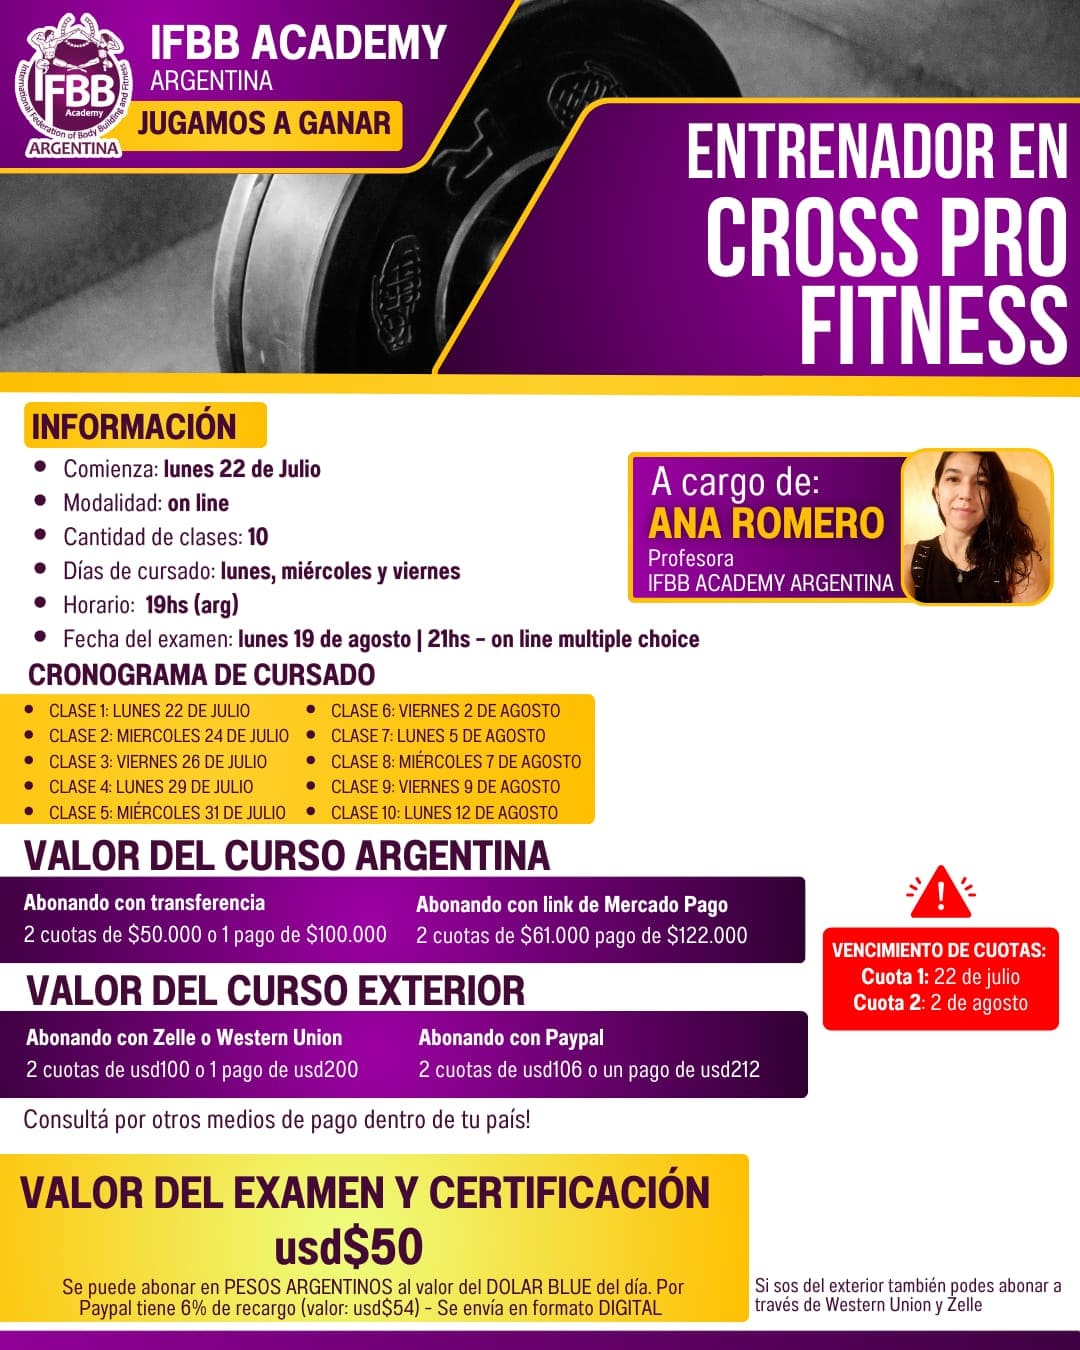 IFBB ACADEMY
ARGENTINA
JUGAMOS A GANAR
IFBB
Academy
International Federation of Body Building and Fitness
ARGENTINA
ENTRENADOR EN
CROSS PRO
FITNESS
INFORMACIÓN
• Comienza: lunes 22 de Julio
• Modalidad: on line
• Cantidad de clases: 10
• Días de cursado: lunes, miércoles y viernes
• Horario: 19hs (arg)
• Fecha del examen: lunes 19 de agosto | 21hs – on line multiple choice
A cargo de:
ANA ROMERO
Profesora
IFBB ACADEMY ARGENTINA
CRONOGRAMA DE CURSADO
• CLASE 1: LUNES 22 DE JULIO
• CLASE 2: MIERCOLES 24 DE JULIO
• CLASE 3: VIERNES 26 DE JULIO
• CLASE 4: LUNES 29 DE JULIO
• CLASE 5: MIÉRCOLES 31 DE JULIO
• CLASE 6: VIERNES 2 DE AGOSTO
• CLASE 7: LUNES 5 DE AGOSTO
• CLASE 8: MIÉRCOLES 7 DE AGOSTO
• CLASE 9: VIERNES 9 DE AGOSTO
• CLASE 10: LUNES 12 DE AGOSTO
VALOR DEL CURSO ARGENTINA
Abonando con transferencia
2 cuotas de $50.000 o 1 pago de $100.000
Abonando con link de Mercado Pago
2 cuotas de $61.000 pago de $122.000
VALOR DEL CURSO EXTERIOR
Abonando con Zelle o Western Union
2 cuotas de usd100 o 1 pago de usd200
Abonando con Paypal
2 cuotas de usd106 o un pago de usd212
!
VENCIMIENTO DE CUOTAS:
Cuota 1: 22 de julio
Cuota 2: 2 de agosto
Consultá por otros medios de pago dentro de tu país!
VALOR DEL EXAMEN Y CERTIFICACIÓN
usd$50
Se puede abonar en PESOS ARGENTINOS al valor del DOLAR BLUE del día. Por
Paypal tiene 6% de recargo (valor: usd$54) – Se envía en formato DIGITAL
Si sos del exterior también podes abonar a
través de Western Union y Zelle